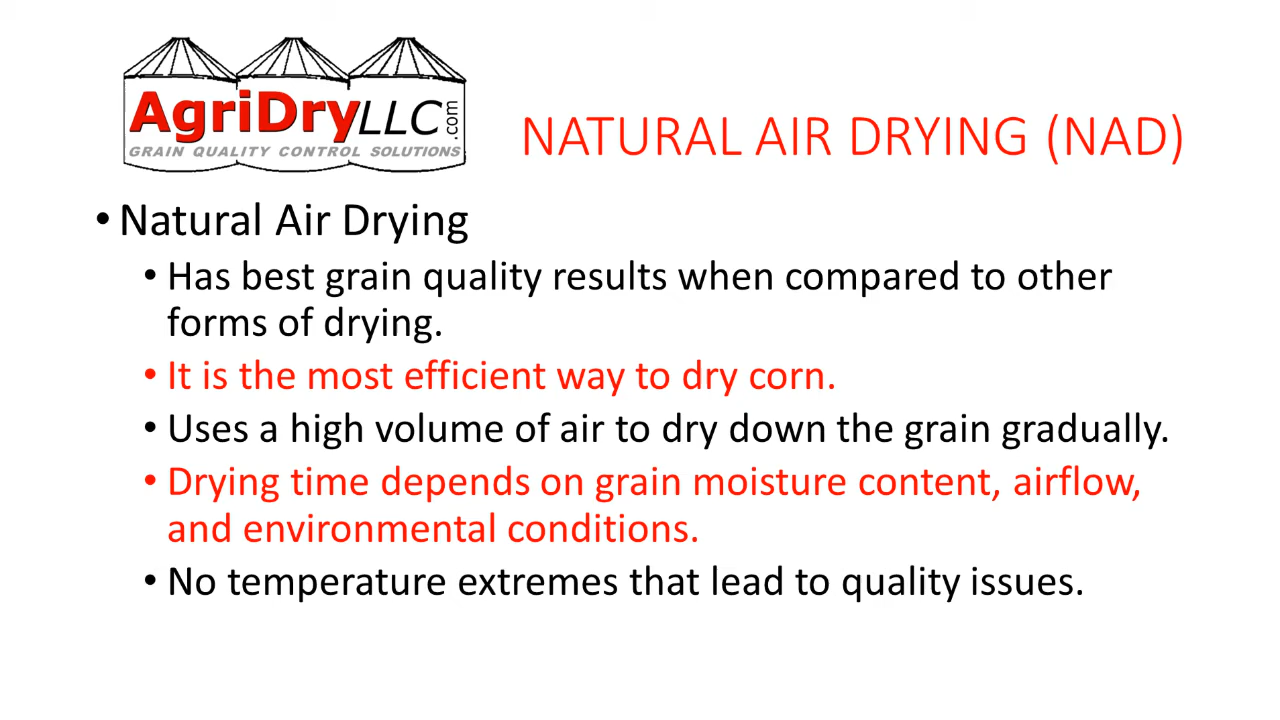 AgriDryLLC.com
GRAIN QUALITY CONTROL SOLUTIONS
NATURAL AIR DRYING (NAD)
• Natural Air Drying
• Has best grain quality results when compared to other
forms of drying.
• It is the most efficient way to dry corn.
• Uses a high volume of air to dry down the grain gradually.
• Drying time depends on grain moisture content, airflow,
and environmental conditions.
• No temperature extremes that lead to quality issues.